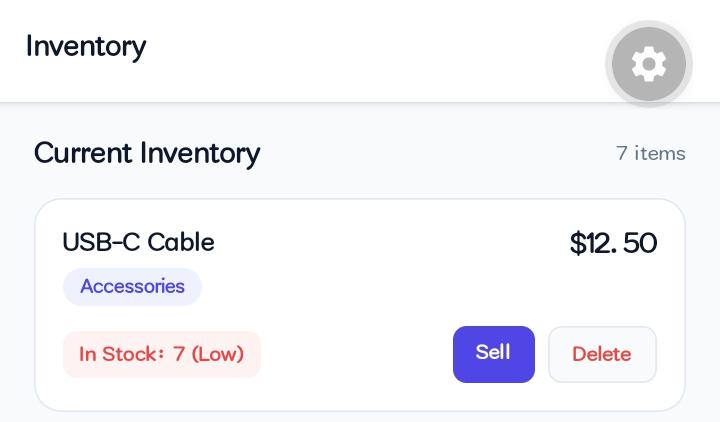 Inventory
Current Inventory
7 items
USB-C Cable
$12.50
Accessories
In Stock: 7 (Low)
Sell
Delete